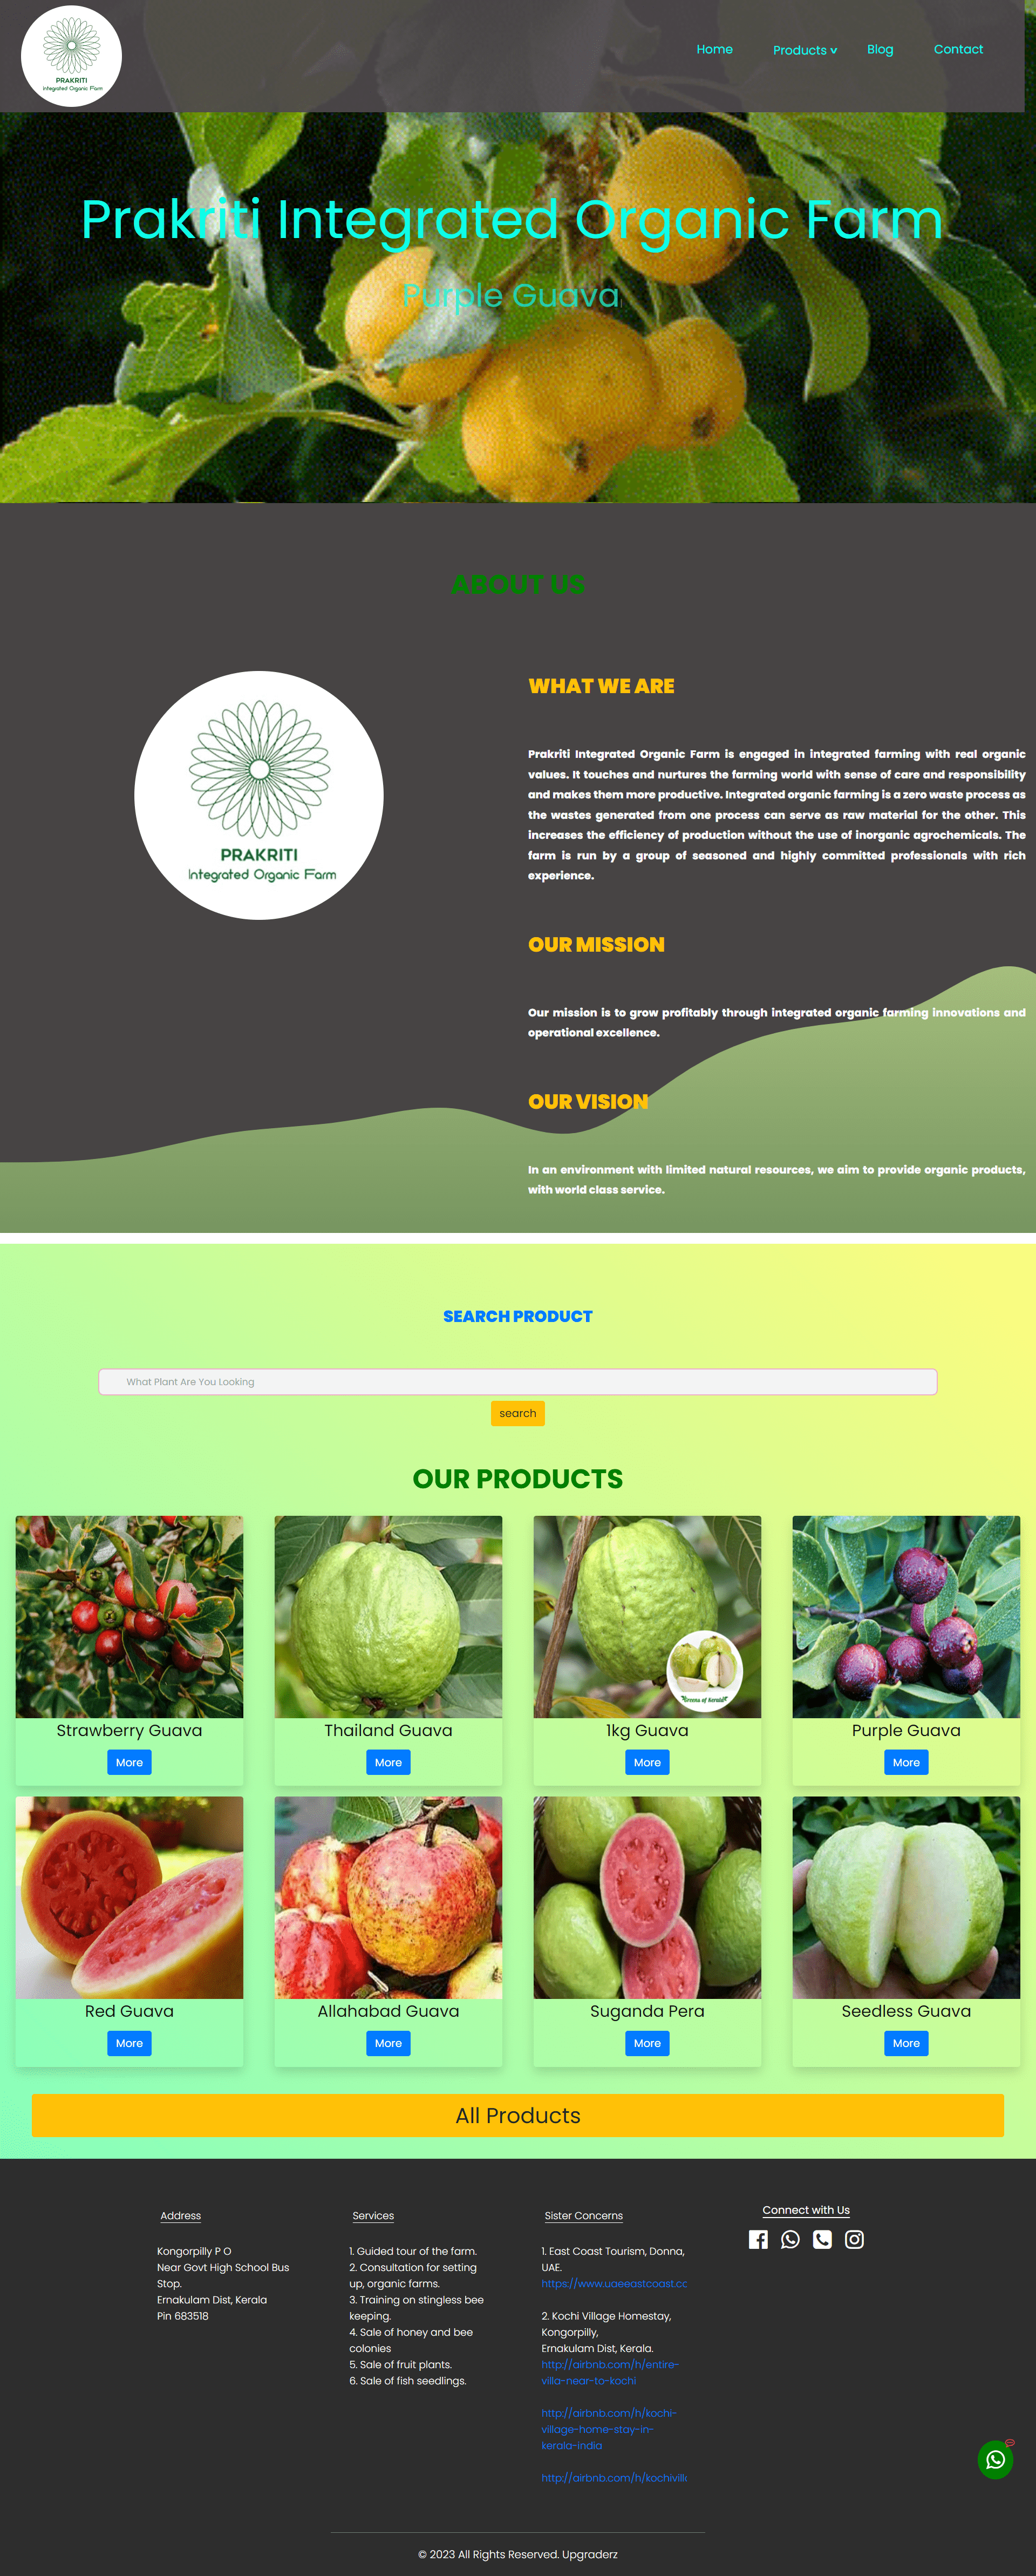 PRAKRITI
Integrated Organic Farm
Home
Products v
Blog
Contact
Prakriti Integrated Organic Farm
Purple Guava
ABOUT US
PRAKRITI
Integrated Organic Farm
WHAT WE ARE
Prakriti Integrated Organic Farm is engaged in integrated farming with real organic
values. It touches and nurtures the farming world with sense of care and responsibility
and makes them more productive. Integrated organic farming is a zero waste process as
the wastes generated from one process can serve as raw material for the other. This
increases the efficiency of production without the use of inorganic agrochemicals. The
farm is run by a group of seasoned and highly committed professionals with rich
experience.
OUR MISSION
Our mission is to grow profitably through integrated organic farming innovations and
operational excellence.
OUR VISION
In an environment with limited natural resources, we aim to provide organic products,
with world class service.
SEARCH PRODUCT
What Plant Are You Looking
search
OUR PRODUCTS
Greens of Kerala
Strawberry Guava
Thailand Guava
1kg Guava
Purple Guava
More
More
More
More
Red Guava
Allahabad Guava
Suganda Pera
Seedless Guava
More
More
More
More
All Products
Address
Kongorpilly P O
Near Govt High School Bus
Stop.
Ernakulam Dist, Kerala
Pin 683518
Services
1. Guided tour of the farm.
2. Consultation for setting
up, organic farms.
3. Training on stingless bee
keeping.
4. Sale of honey and bee
colonies
5. Sale of fruit plants.
6. Sale of fish seedlings.
Sister Concerns
1. East Coast Tourism, Donna,
UAE.
https://www.uaeeastcoast.cc
2. Kochi Village Homestay,
Kongorpilly,
Ernakulam Dist, Kerala.
http://airbnb.com/h/entire-
villa-near-to-kochi
http://airbnb.com/h/kochi-
village-home-stay-in-
kerala-india
http://airbnb.com/h/kochivill
Connect with Us
© 2023 All Rights Reserved. Upgraderz